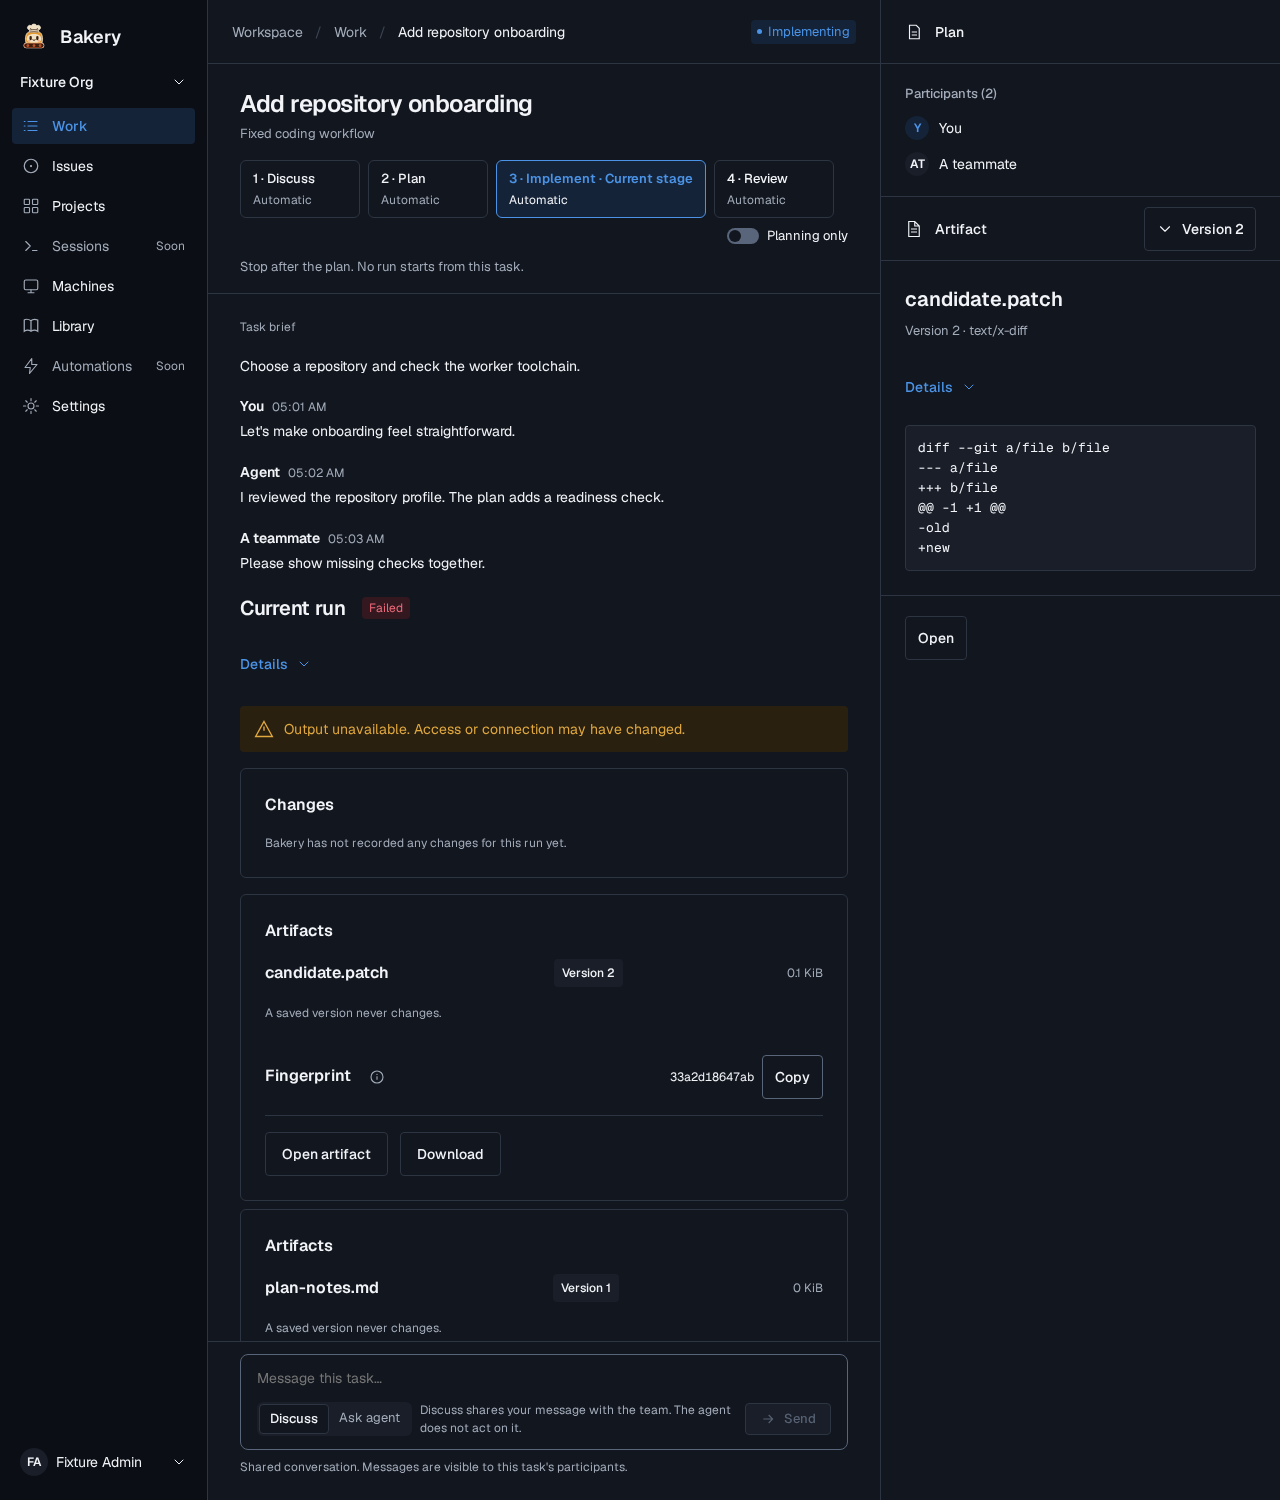 Bakery
Fixture Org
Work
Issues
Projects
Sessions Soon
Machines
Library
Automations Soon
Settings
FA Fixture Admin
Workspace / Work / Add repository onboarding
Implementing
Add repository onboarding
Fixed coding workflow
1 · Discuss
Automatic
2 · Plan
Automatic
3 · Implement · Current stage
Automatic
4 · Review
Automatic
Planning only
Stop after the plan. No run starts from this task.
Task brief
Choose a repository and check the worker toolchain.
You 05:01 AM
Let's make onboarding feel straightforward.
Agent 05:02 AM
I reviewed the repository profile. The plan adds a readiness check.
A teammate 05:03 AM
Please show missing checks together.
Current run Failed
Details
Output unavailable. Access or connection may have changed.
Changes
Bakery has not recorded any changes for this run yet.
Artifacts
candidate.patch Version 2 0.1 KiB
A saved version never changes.
Fingerprint 33a2d18647ab Copy
Open artifact Download
Artifacts
plan-notes.md Version 1 0 KiB
A saved version never changes.
Message this task...
Discuss Ask agent
Discuss shares your message with the team. The agent
does not act on it.
Send
Shared conversation. Messages are visible to this task's participants.
Plan
Participants (2)
Y You
AT A teammate
Artifact Version 2
candidate.patch
Version 2 · text/x-diff
Details
diff --git a/file b/file
--- a/file
+++ b/file
@@ -1 +1 @@
-old
+new
Open